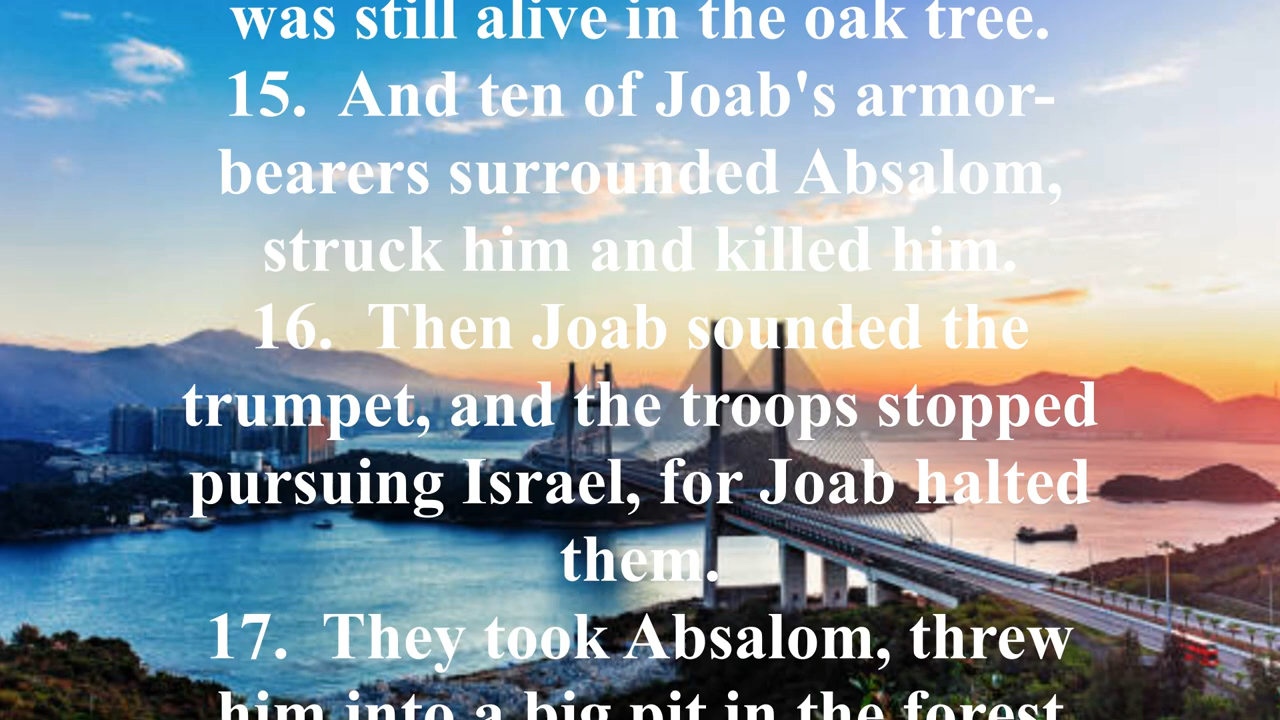 was still alive in the oak tree.
15. And ten of Joab's armor-
bearers surrounded Absalom,
struck him and killed him.
16. Then Joab sounded the
trumpet, and the troops stopped
pursuing Israel, for Joab halted
them.
17. They took Absalom, threw
him into a big pit in the forest